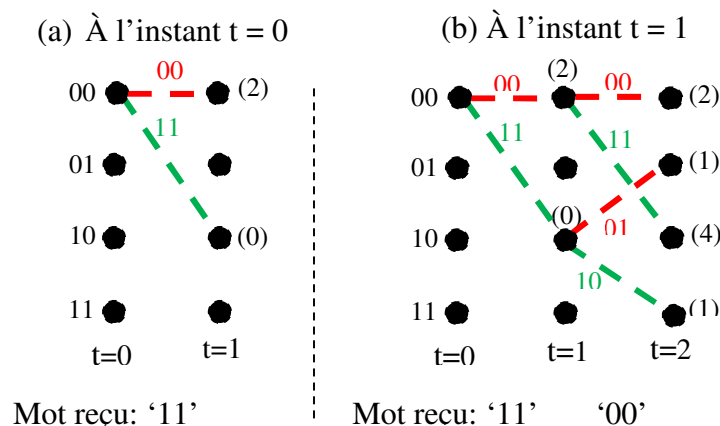 (a) À l'instant t = 0
00
00
(2)
11
01
10
(0)
11
t=0
t=1
Mot reçu: '11'
(b) À l'instant t = 1
00
(2)
00
00
(2)
11
11
01
(1)
(0)
01
10
(4)
10
11
(1)
t=0
t=1
t=2
Mot reçu: '11' '00'